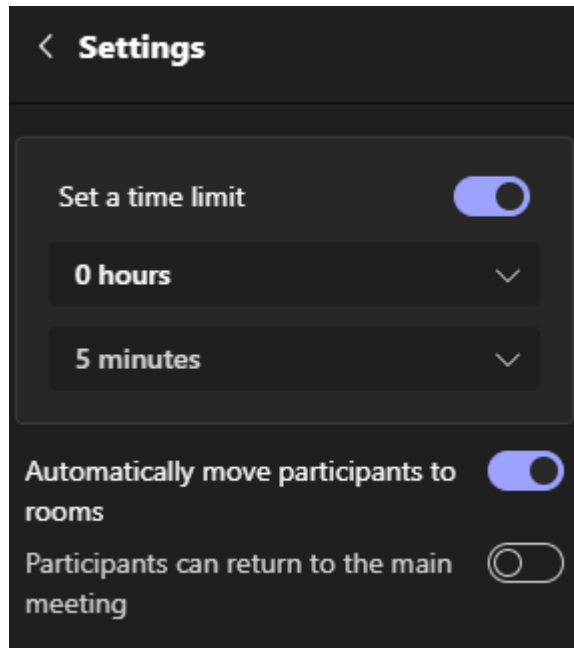 Settings
Set a time limit
0 hours
5 minutes
Automatically move participants to
rooms
Participants can return to the main
meeting